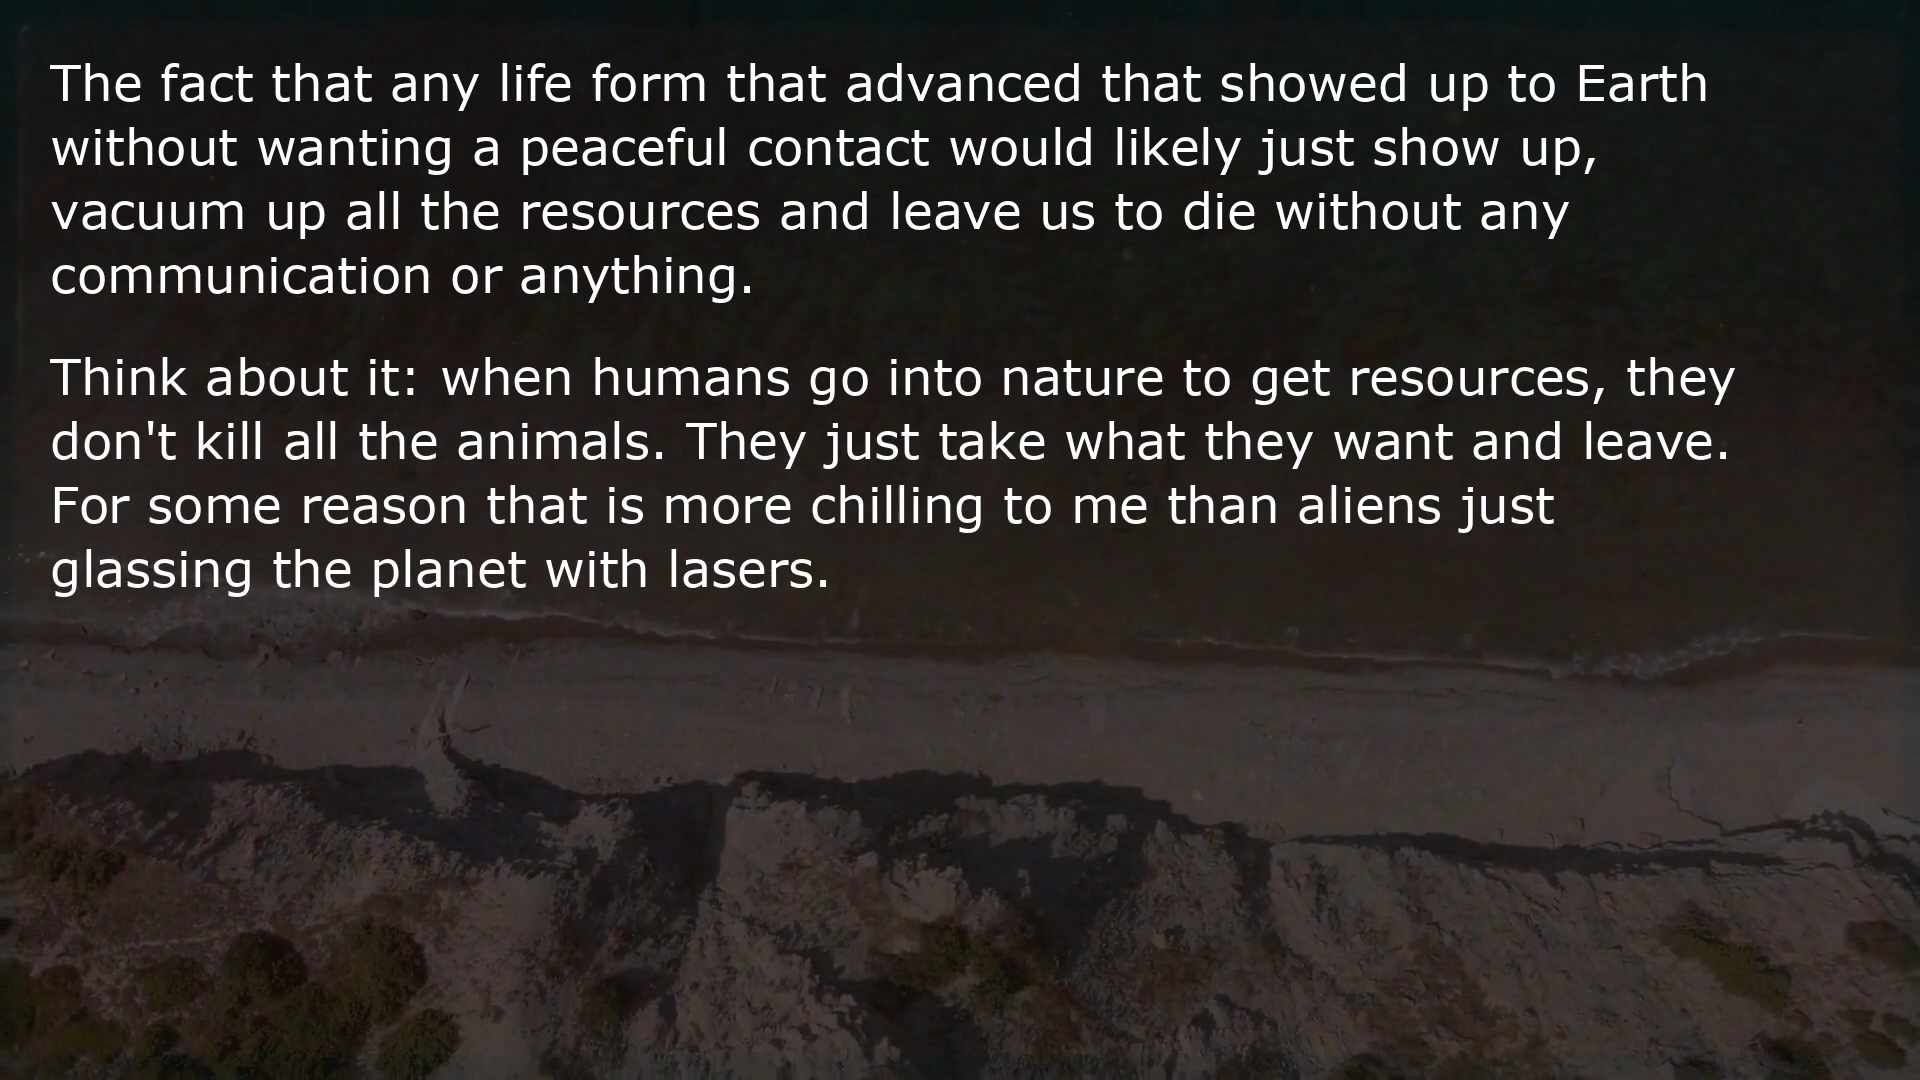 The fact that any life form that advanced that showed up to Earth
without wanting a peaceful contact would likely just show up,
vacuum up all the resources and leave us to die without any
communication or anything.
Think about it: when humans go into nature to get resources, they
don't kill all the animals. They just take what they want and leave.
For some reason that is more chilling to me than aliens just
glassing the planet with lasers.